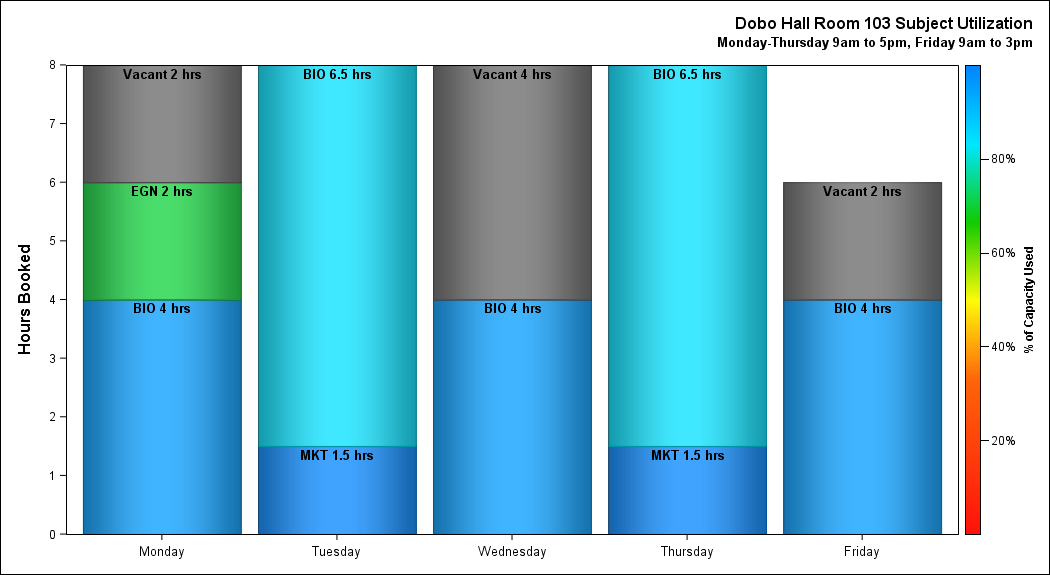 Dobo Hall Room 103 Subject Utilization
Monday-Thursday 9am to 5pm, Friday 9am to 3pm
Hours Booked
8
7
6
5
4
3
2
1
0
Vacant 2 hrs
EGN 2 hrs
BIO 4 hrs
BIO 6.5 hrs
MKT 1.5 hrs
Vacant 4 hrs
BIO 4 hrs
BIO 6.5 hrs
MKT 1.5 hrs
Vacant 2 hrs
BIO 4 hrs
Monday
Tuesday
Wednesday
Thursday
Friday
80%
60%
40%
20%
% of Capacity Used